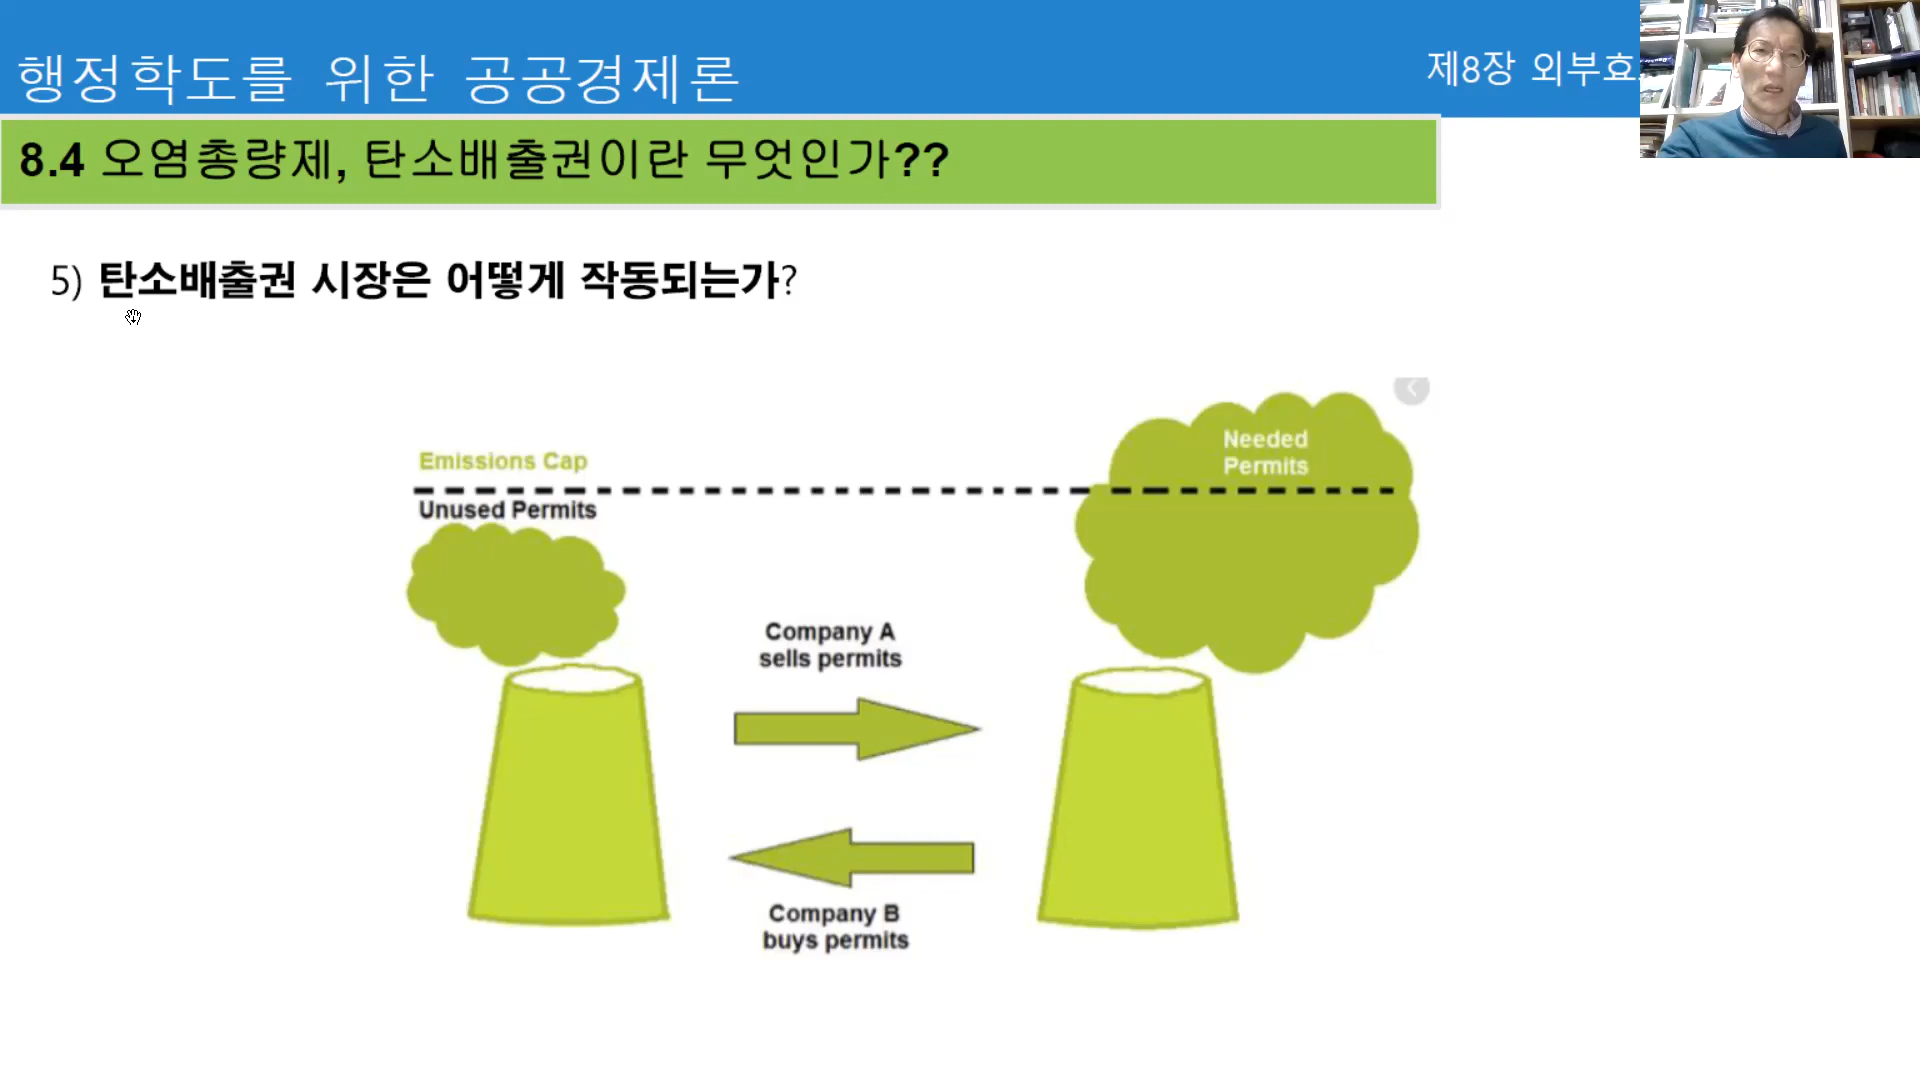 행정학도를 위한 공공경제론
제8장 외부효
8.4 오염총량제, 탄소배출권이란 무엇인가??
5) 탄소배출권 시장은 어떻게 작동되는가?
Emissions Cap
Unused Permits
Needed
Permits
Company A
sells permits
Company B
buys permits